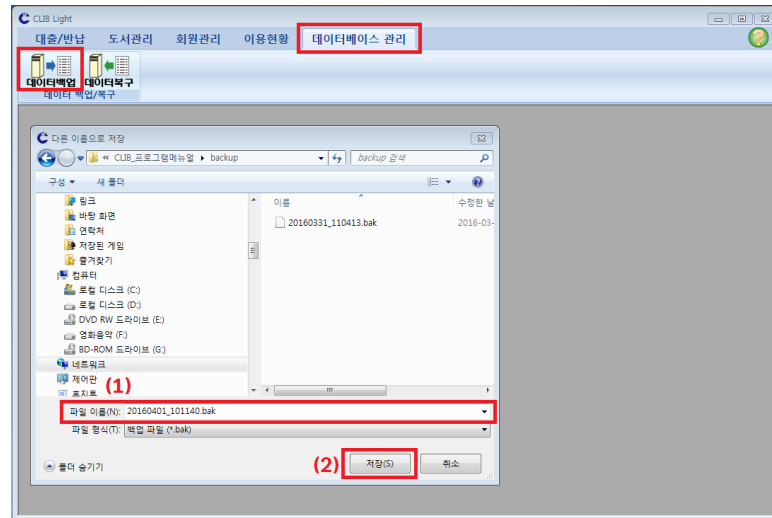 CLIB Light
대출/반납 도서관리 회원관리 이용현황 데이터베이스 관리
데이터백업 데이터복구
데이터 백업/복구
다른 이름으로 저장
« CLIB_프로그램메뉴얼 ▸ backup backup 검색
구성 새 폴더
링크
바탕 화면
연락처
저장된 게임
즐겨찾기
컴퓨터
로컬 디스크 (C:)
로컬 디스크 (D:)
DVD RW 드라이브 (E:)
영화음악 (F:)
BD-ROM 드라이브 (G:)
네트워크
제어판
휴지통
이름 수정한 날
20160331_110413.bak 2016-03-
(1)
파일 이름(N): 20160401_101140.bak
파일 형식(T): 백업 파일 (*.bak)
폴더 숨기기 (2) 저장(S) 취소